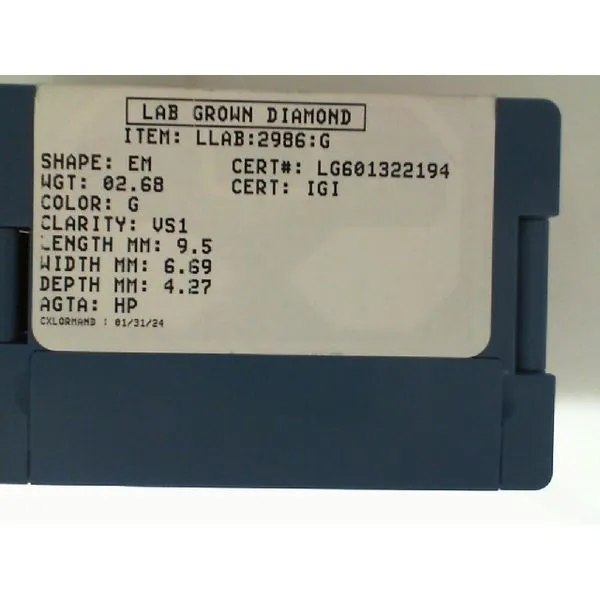 LAB GROWN DIAMOND
ITEM: LLAB:2986:G
SHAPE: EM CERT#: LG601322194
WGT: 02.68 CERT: IGI
COLOR: G
CLARITY: VS1
LENGTH MM: 9.5
WIDTH MM: 6.69
DEPTH MM: 4.27
AGTA: HP
CXLORMAND : 01/31/24